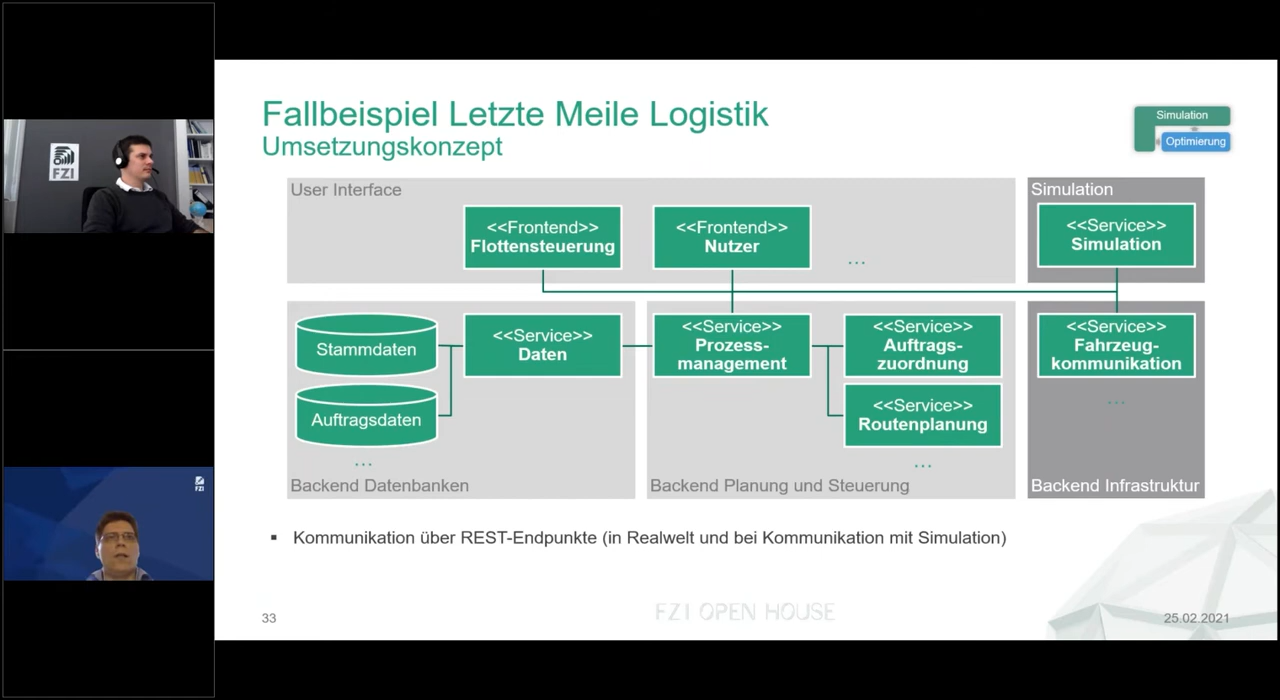 Fallbeispiel Letzte Meile Logistik
Umsetzungskonzept
Simulation
Optimierung
User Interface
<<Frontend>>
Flottensteuerung
<<Frontend>>
Nutzer
...
Simulation
<<Service>>
Simulation
Stammdaten
Auftragsdaten
...
<<Service>>
Daten
Backend Datenbanken
<<Service>>
Prozess-
management
<<Service>>
Auftrags-
zuordnung
<<Service>>
Routenplanung
...
Backend Planung und Steuerung
<<Service>>
Fahrzeug-
kommunikation
...
Backend Infrastruktur
▪ Kommunikation über REST-Endpunkte (in Realwelt und bei Kommunikation mit Simulation)
33
FZI OPEN HOUSE
25.02.2021
FZI
FZI